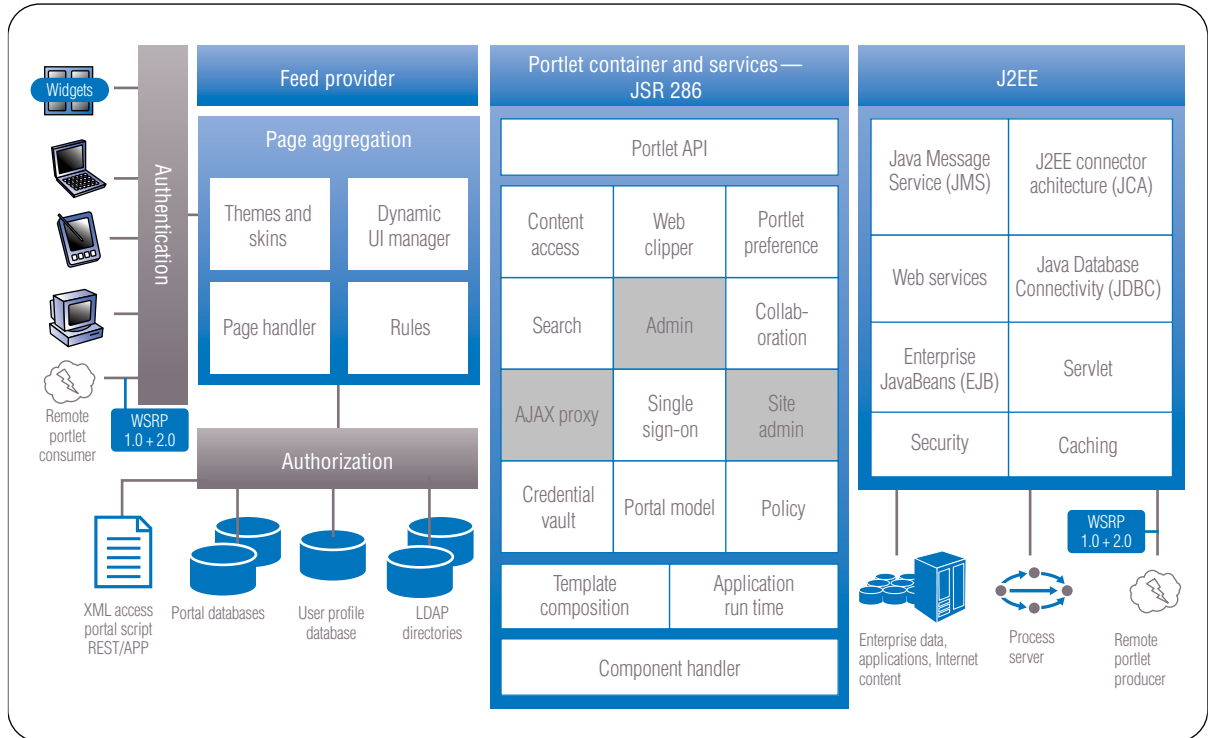 Widgets
Remote
portlet
consumer
WSRP
1.0 + 2.0
Authentication
Feed provider
Page aggregation
Themes and
skins
Dynamic
UI manager
Page handler
Rules
Authorization
XML access
portal script
REST/APP
Portal databases
User profile
database
LDAP
directories
Portlet container and services—
JSR 286
Portlet API
Content
access
Web
clipper
Portlet
preference
Search
Admin
Collab-
oration
AJAX proxy
Single
sign-on
Site
admin
Credential
vault
Portal model
Policy
Template
composition
Application
run time
Component handler
J2EE
Java Message
Service (JMS)
J2EE connector
achitecture (JCA)
Web services
Java Database
Connectivity (JDBC)
Enterprise
JavaBeans (EJB)
Servlet
Security
Caching
WSRP
1.0 + 2.0
Enterprise data,
applications, Internet
content
Process
server
Remote
portlet
producer